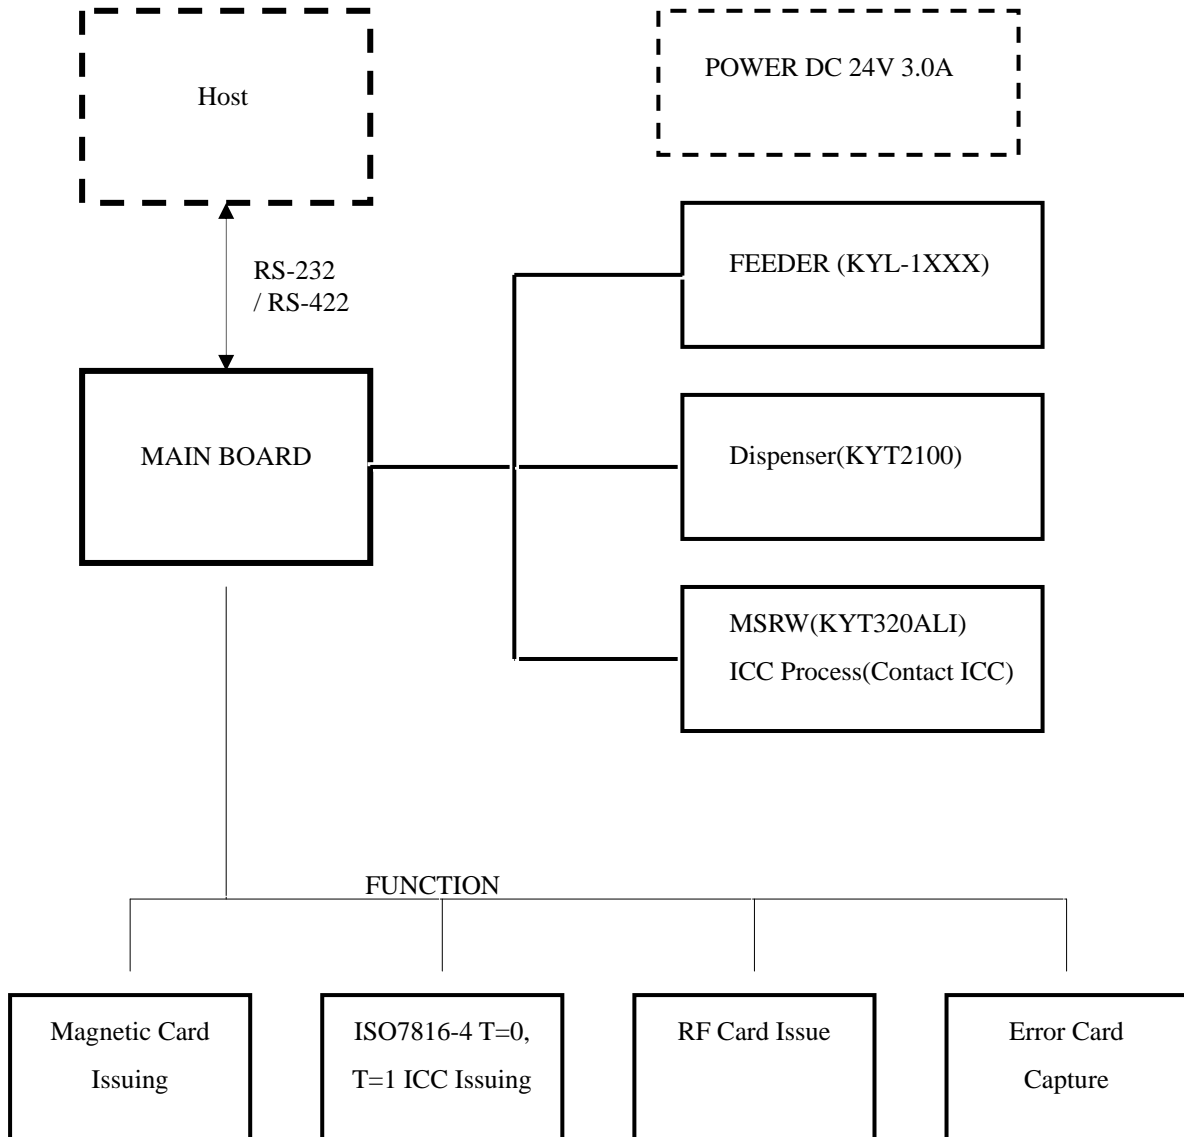 Host
POWER DC 24V 3.0A
RS-232
/ RS-422
FEEDER (KYL-1XXX)
MAIN BOARD
Dispenser(KYT2100)
MSRW(KYT320ALI)
ICC Process(Contact ICC)
FUNCTION
Magnetic Card
Issuing
ISO7816-4 T=0,
T=1 ICC Issuing
RF Card Issue
Error Card
Capture